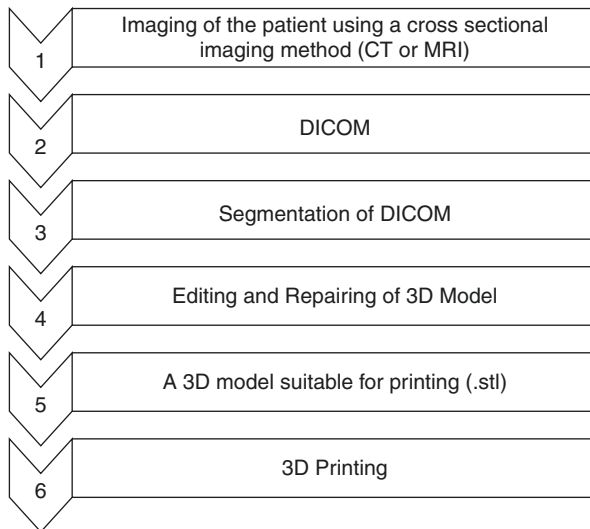 Imaging of the patient using a cross sectional
imaging method (CT or MRI)
1
DICOM
2
Segmentation of DICOM
3
Editing and Repairing of 3D Model
4
A 3D model suitable for printing (.stl)
5
3D Printing
6